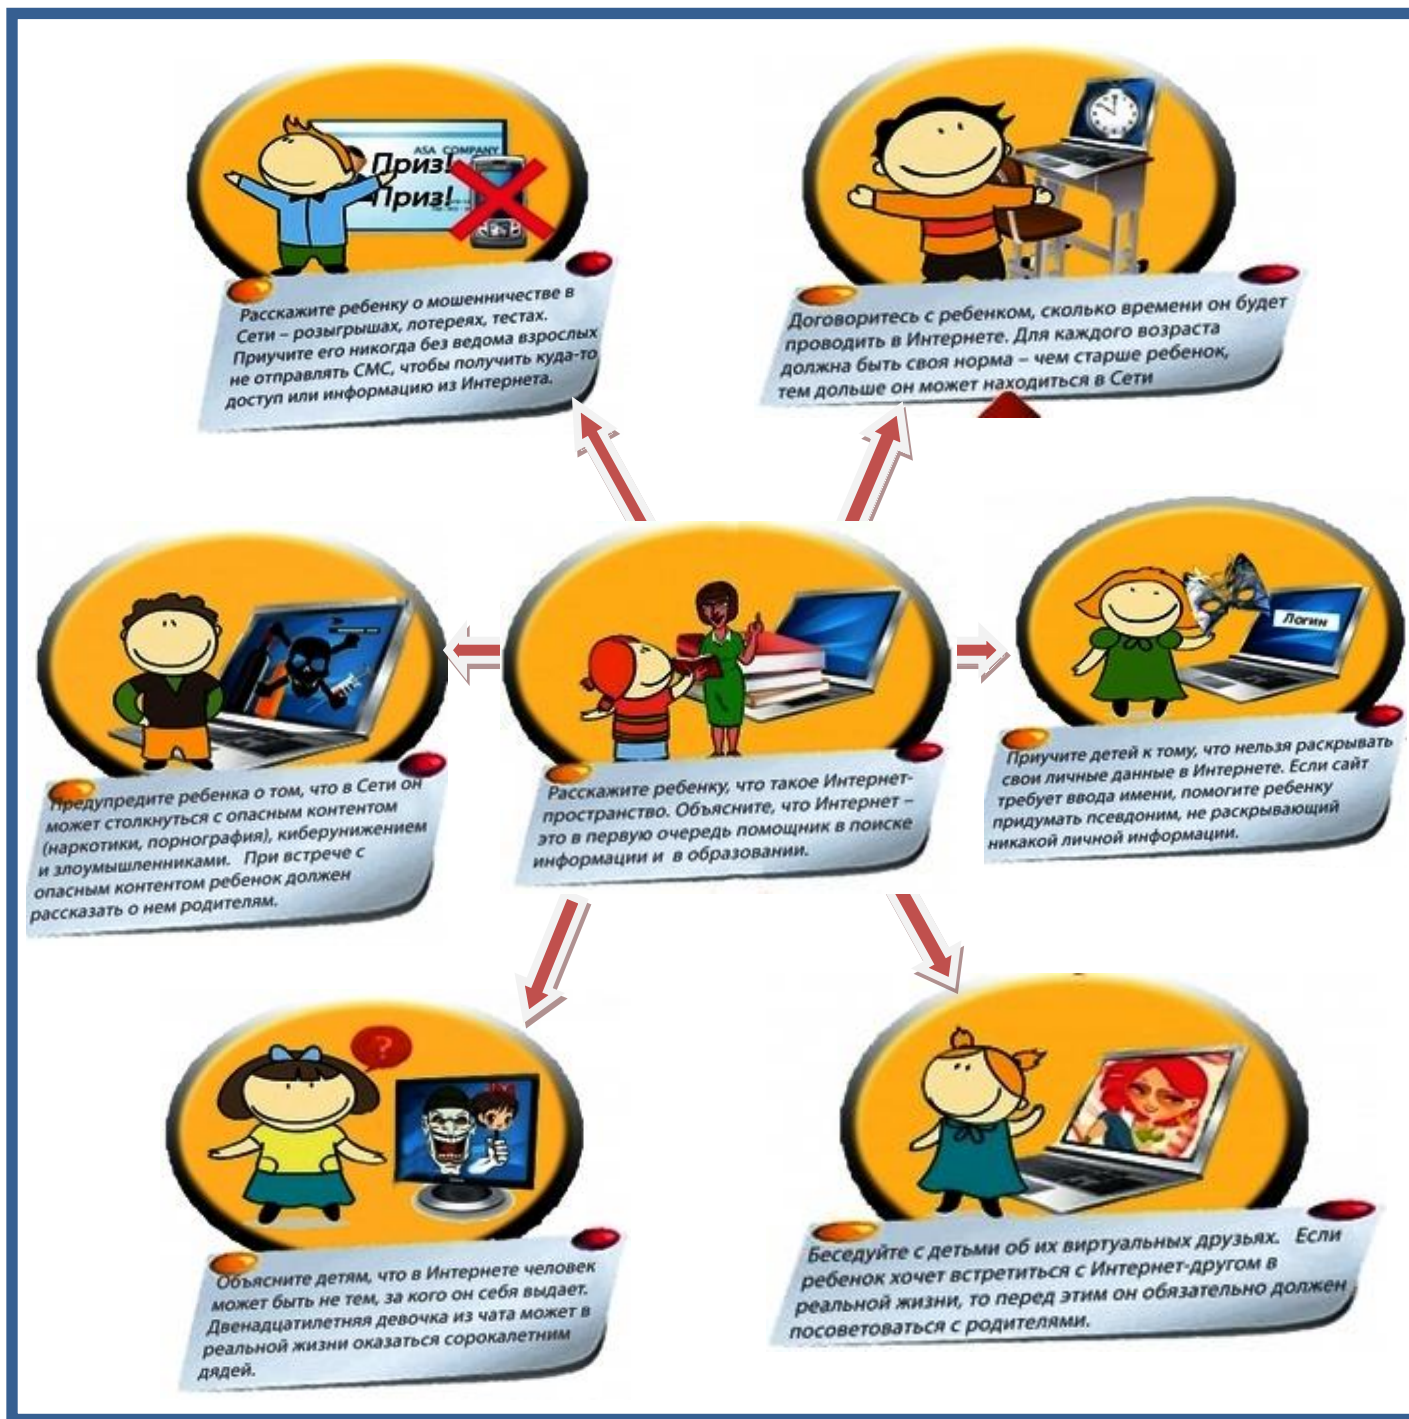 ASA COMPANY
Приз!
Приз!
Расскажите ребенку о мошенничестве в
Сети – розыгрышах, лотереях, тестах.
Приучите его никогда без ведома взрослых
не отправлять СМС, чтобы получить куда-то
доступ или информацию из Интернета.
Договоритесь с ребенком, сколько времени он будет
проводить в Интернете. Для каждого возраста
должна быть своя норма – чем старше ребенок,
тем дольше он может находиться в Сети
Предупредите ребенка о том, что в Сети он
может столкнуться с опасным контентом
(наркотики, порнография), киберунижением
и злоумышленниками. При встрече с
опасным контентом ребенок должен
рассказать о нем родителям.
Расскажите ребенку, что такое Интернет-
пространство. Объясните, что Интернет –
это в первую очередь помощник в поиске
информации и в образовании.
Логин
Приучите детей к тому, что нельзя раскрывать
свои личные данные в Интернете. Если сайт
требует ввода имени, помогите ребенку
придумать псевдоним, не раскрывающий
никакой личной информации.
?
Объясните детям, что в Интернете человек
может быть не тем, за кого он себя выдает.
Двенадцатилетняя девочка из чата может в
реальной жизни оказаться сорокалетним
дядей.
Беседуйте с детьми об их виртуальных друзьях. Если
ребенок хочет встретиться с Интернет-другом в
реальной жизни, то перед этим он обязательно должен
посоветоваться с родителями.